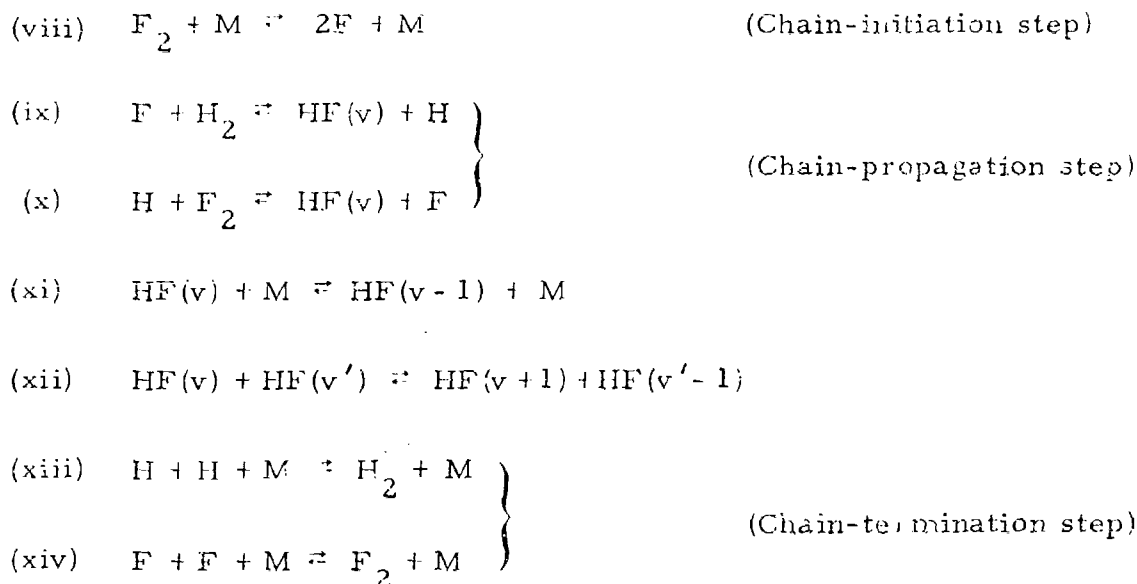 (viii) F₂ + M ⇄ 2F + M (Chain-initiation step)
(ix) F + H₂ ⇄ HF(v) + H
(Chain-propagation step)
(x) H + F₂ ⇄ HF(v) + F
(xi) HF(v) + M ⇄ HF(v - 1) + M
(xii) HF(v) + HF(v′) ⇄ HF(v + 1) + HF(v′ - 1)
(xiii) H + H + M ⇄ H₂ + M
(Chain-termination step)
(xiv) F + F + M ⇄ F₂ + M